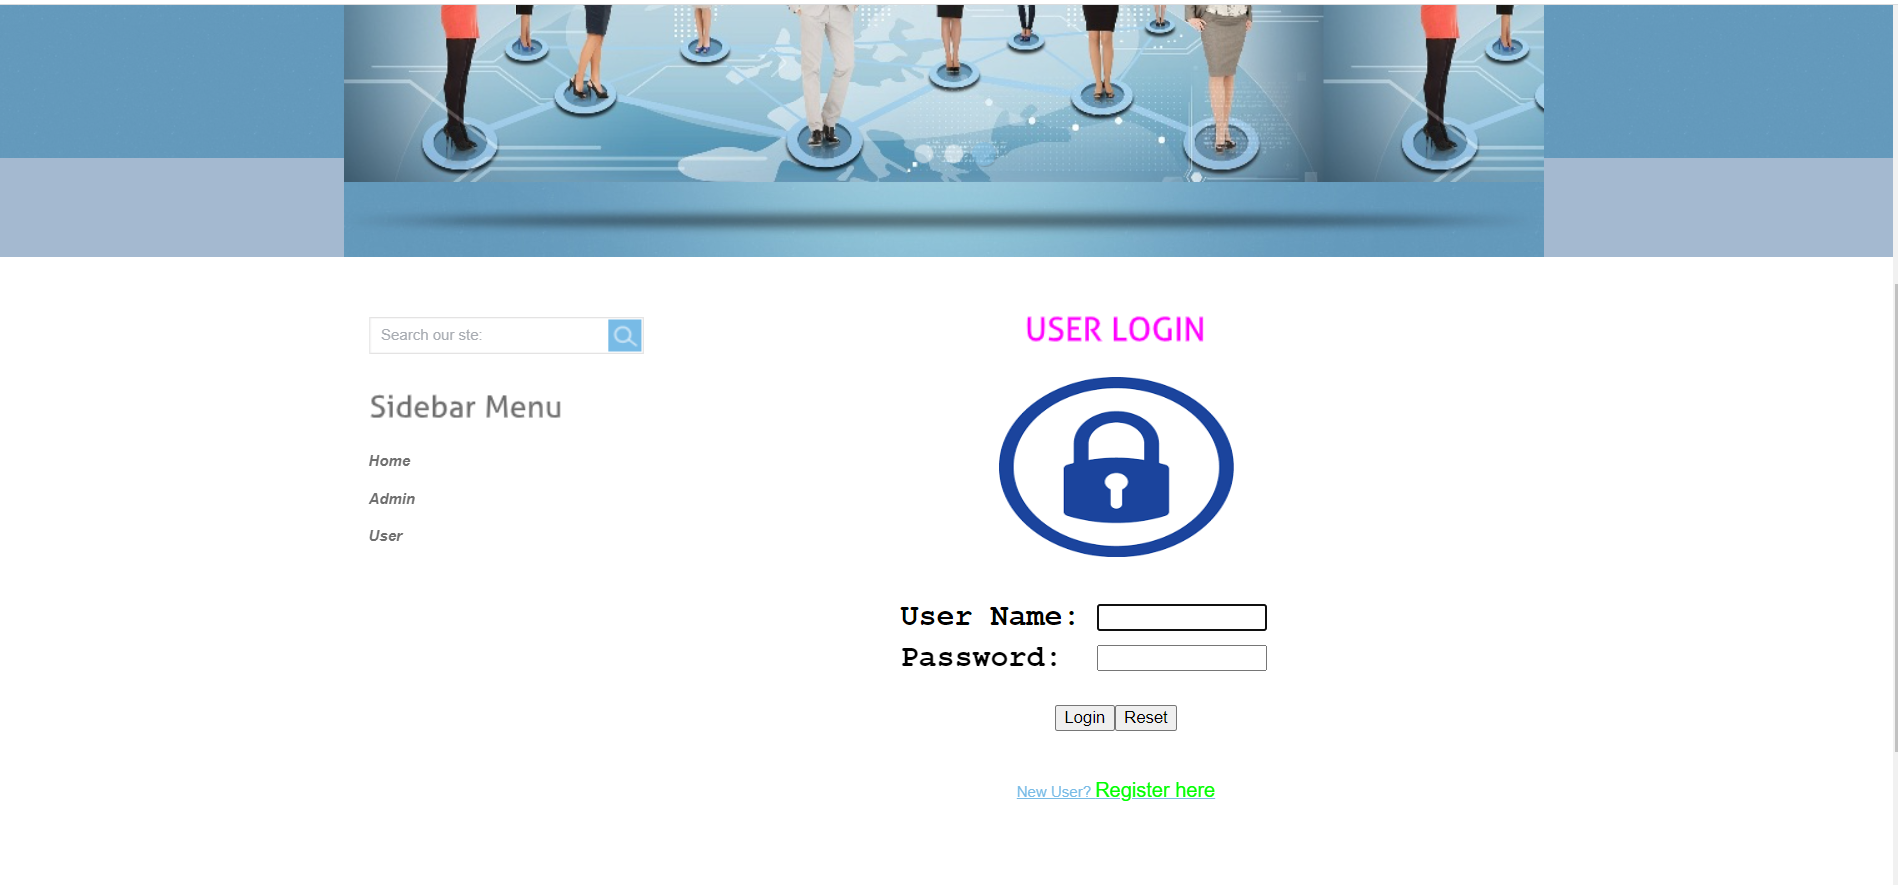 Search our ste:
Sidebar Menu
Home
Admin
User
USER LOGIN
User Name:
Password:
Login Reset
New User? Register here